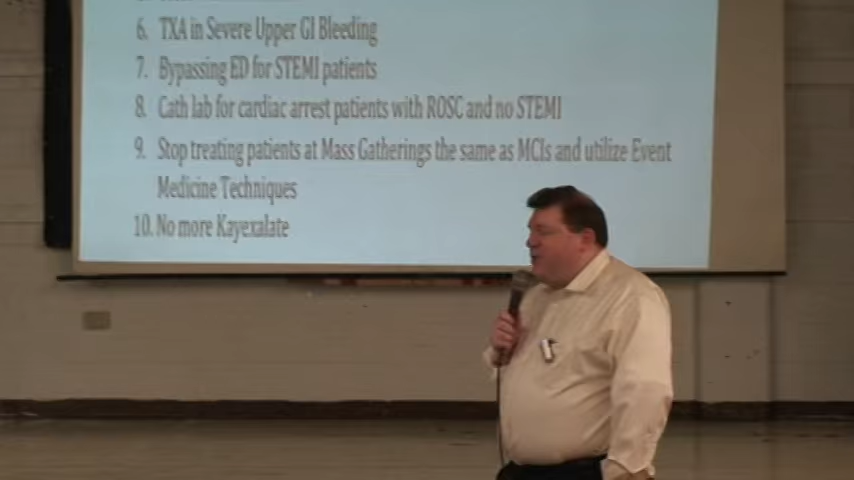 6. TXA in Severe Upper GI Bleeding
7. Bypassing ED for STEMI patients
8. Cath lab for cardiac arrest patients with ROSC and no STEMI
9. Stop treating patients at Mass Gatherings the same as MCIs and utilize Event
Medicine Techniques
10. No more Kayexalate